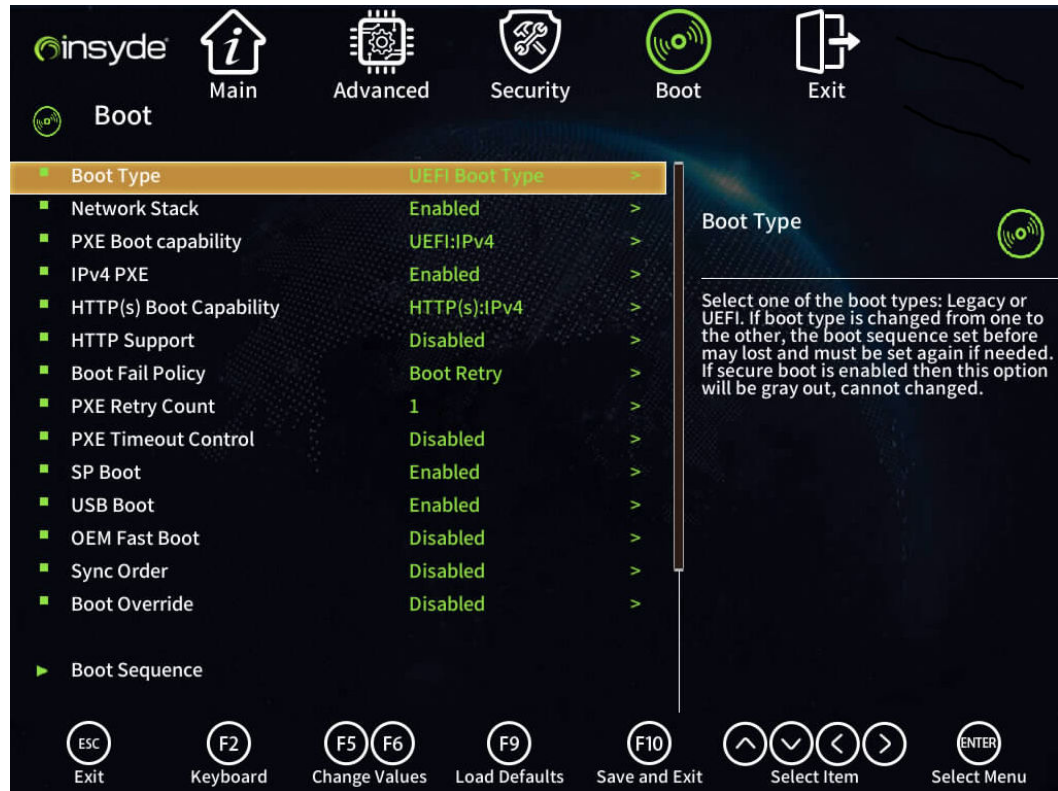 insyde
Main
Advanced
Security
Boot
Exit
Boot
Boot Type UEFI Boot Type >
Network Stack Enabled >
PXE Boot capability UEFI:IPv4 >
IPv4 PXE Enabled >
HTTP(s) Boot Capability HTTP(s):IPv4 >
HTTP Support Disabled >
Boot Fail Policy Boot Retry >
PXE Retry Count 1 >
PXE Timeout Control Disabled >
SP Boot Enabled >
USB Boot Enabled >
OEM Fast Boot Disabled >
Sync Order Disabled >
Boot Override Disabled >
Boot Sequence
Boot Type
Select one of the boot types: Legacy or
UEFI. If boot type is changed from one to
the other, the boot sequence set before
may lost and must be set again if needed.
If secure boot is enabled then this option
will be gray out, cannot changed.
ESC Exit
F2 Keyboard
F5 F6 Change Values
F9 Load Defaults
F10 Save and Exit
Select Item
ENTER Select Menu